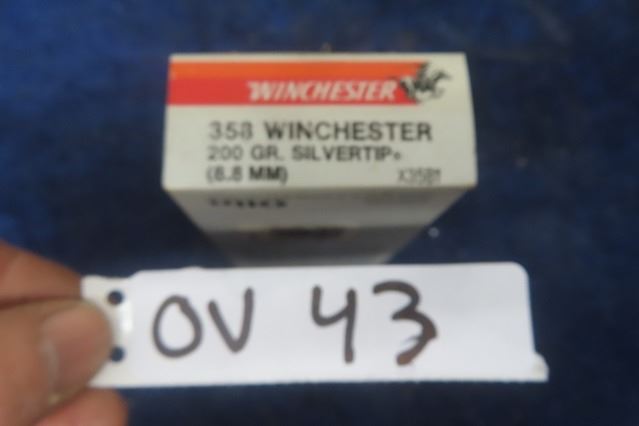 WINCHESTER
358 WINCHESTER
200 GR. SILVERTIP®
(8.8 MM) X3581
OV 43